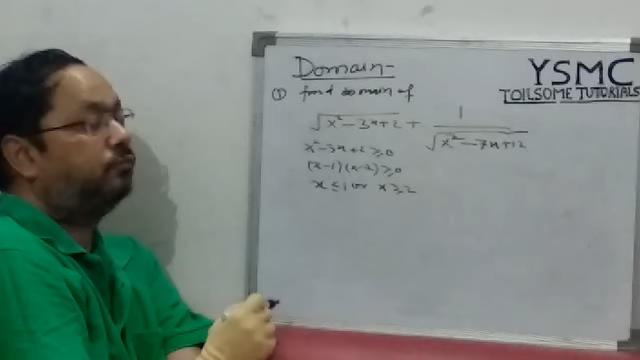 Domain-
YSMC
TOILSOME TUTORIALS
① find domain of
√(x² - 3x + 2) + 1/√(x² - 7x + 12)
x² - 3x + 2 ≥ 0
(x - 1)(x - 2) ≥ 0
x ≤ 1 or x ≥ 2